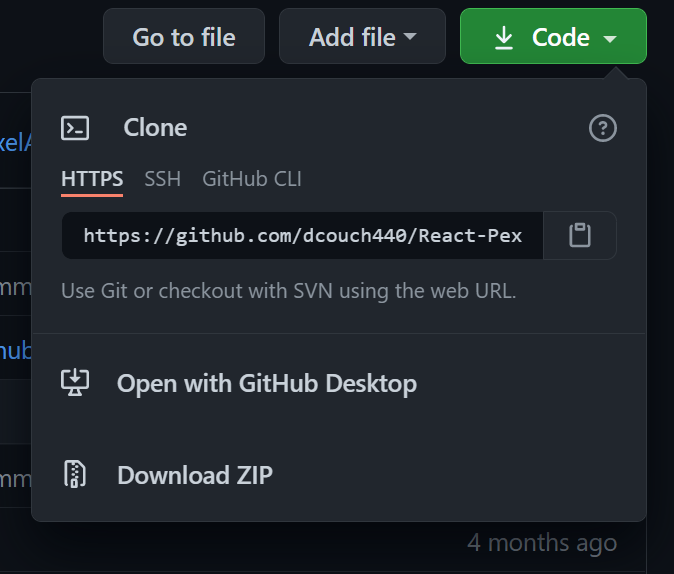 Go to file
Add file
Code
Clone
HTTPS
SSH
GitHub CLI
https://github.com/dcouch440/React-Pex
Use Git or checkout with SVN using the web URL.
Open with GitHub Desktop
Download ZIP
4 months ago